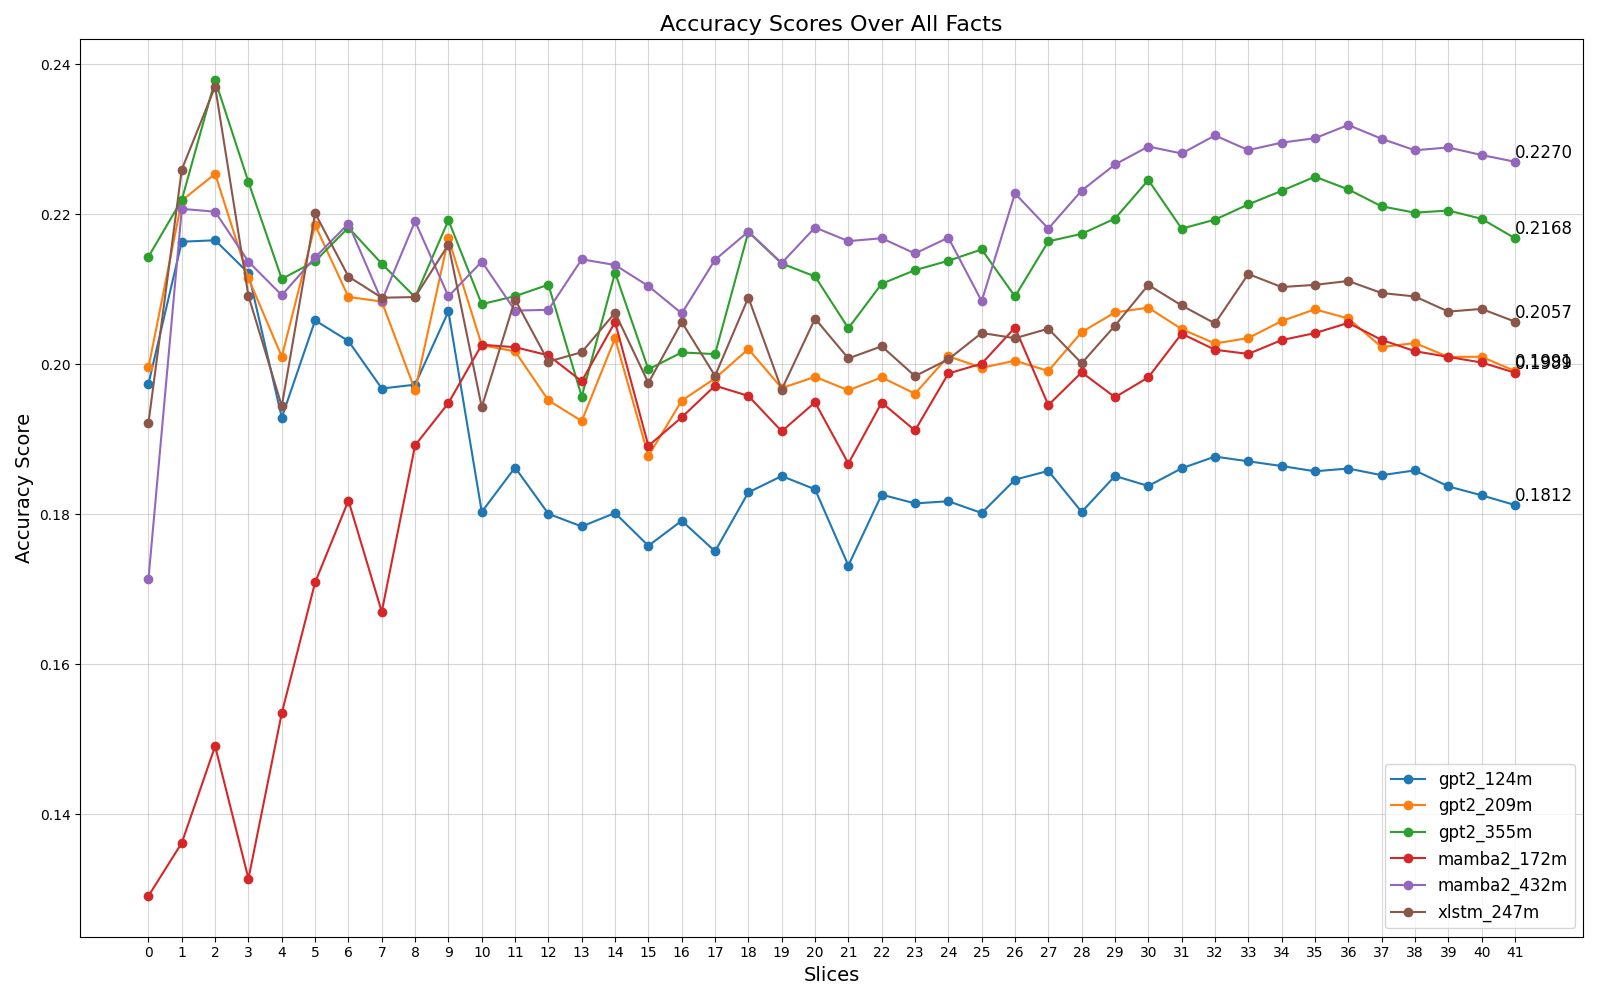 Accuracy Scores Over All Facts
Accuracy Score
0.24
0.22
0.20
0.18
0.16
0.14
0.2270
0.2168
0.2057
0.1989
0.1812
gpt2_124m
gpt2_209m
gpt2_355m
mamba2_172m
mamba2_432m
xlstm_247m
0 1 2 3 4 5 6 7 8 9 10 11 12 13 14 15 16 17 18 19 20 21 22 23 24 25 26 27 28 29 30 31 32 33 34 35 36 37 38 39 40 41
Slices